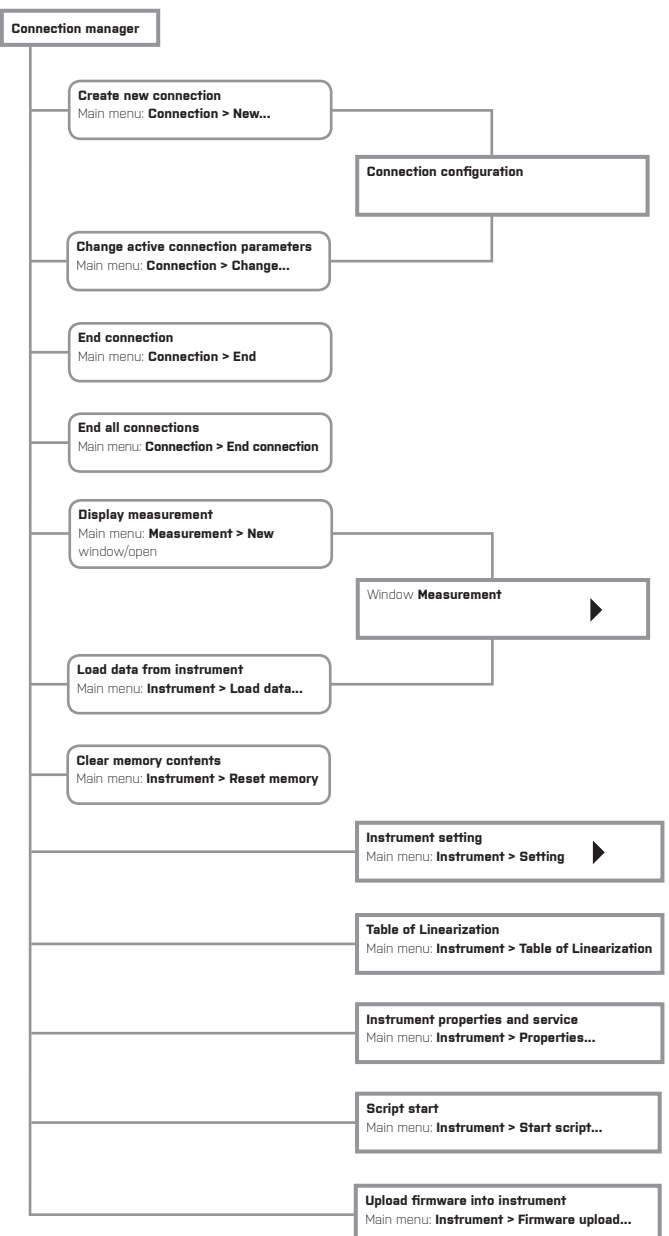 Connection manager
Create new connection
Main menu: Connection > New...
Connection configuration
Change active connection parameters
Main menu: Connection > Change...
End connection
Main menu: Connection > End
End all connections
Main menu: Connection > End connection
Display measurement
Main menu: Measurement > New
window/open
Window Measurement
Load data from instrument
Main menu: Instrument > Load data...
Clear memory contents
Main menu: Instrument > Reset memory
Instrument setting
Main menu: Instrument > Setting
Table of Linearization
Main menu: Instrument > Table of Linearization
Instrument properties and service
Main menu: Instrument > Properties...
Script start
Main menu: Instrument > Start script...
Upload firmware into instrument
Main menu: Instrument > Firmware upload...